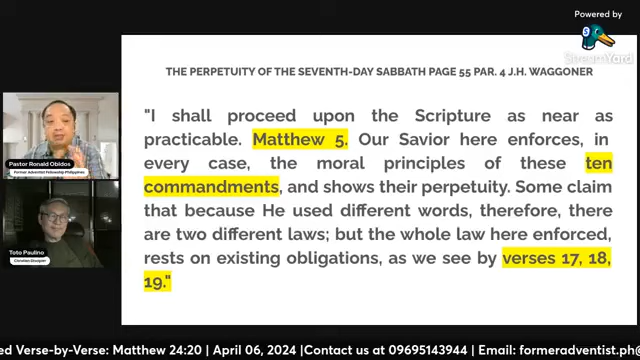 Powered by
StreamYard
THE PERPETUITY OF THE SEVENTH-DAY SABBATH PAGE 55 PAR. 4 J.H. WAGGONER
"I shall proceed upon the Scripture as near as
practicable. Matthew 5. Our Savior here enforces, in
every case, the moral principles of these ten
commandments, and shows their perpetuity. Some claim
that because He used different words, therefore, there
are two different laws; but the whole law here enforced,
rests on existing obligations, as we see by verses 17, 18,
19."
Pastor Ronald Obidos
Former Adventist Fellowship Philippines
Toto Paulino
Christian Disciple
ed Verse-by-Verse: Matthew 24:20 | April 06, 2024 |Contact us at 09695143944 | Email: formeradventist.ph@